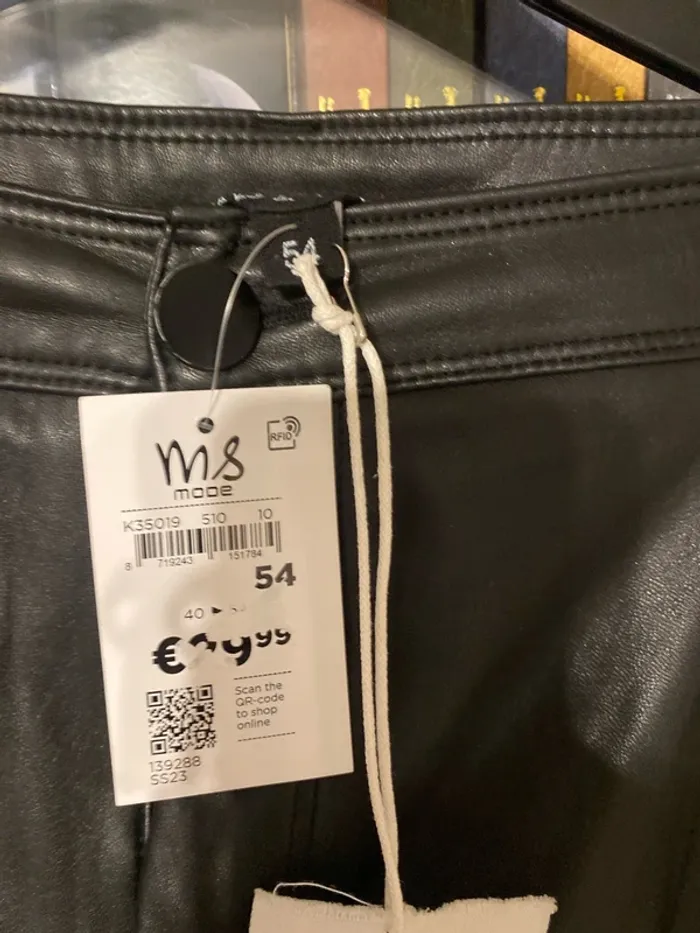 54
ms
mode
RFID
K35019 510 10
8 719243 151784
54
40 ►
€ 9⁹⁹
Scan the
QR-code
to shop
online
139288
SS23